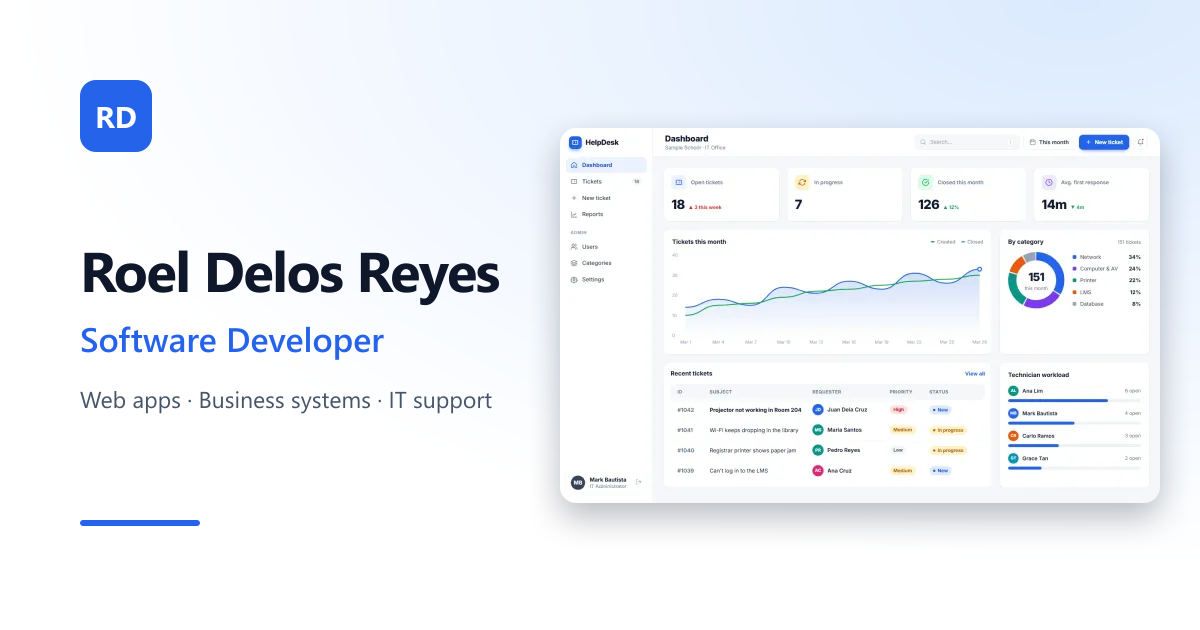 RD
Roel Delos Reyes
Software Developer
Web apps · Business systems · IT support
HelpDesk
Dashboard
Tickets 18
New ticket
Reports
ADMIN
Users
Categories
Settings
Mark Bautista
IT Administrator
MB
Dashboard
Sample School · IT Office
Search...
This month
+ New ticket
Open tickets
18 ▲ 3 this week
In progress
7
Closed this month
126 ▲ 12%
Avg. first response
14m ▼ 4m
Tickets this month
Created Closed
40
30
20
10
0
Mar 1 Mar 4 Mar 7 Mar 10 Mar 13 Mar 16 Mar 19 Mar 22 Mar 25 Mar 28
By category
151 tickets
151
this month
Network 34%
Computer & AV 24%
Printer 22%
LMS 12%
Database 8%
Recent tickets
View all
ID SUBJECT REQUESTER PRIORITY STATUS
#1042 Projector not working in Room 204 JD Juan Dela Cruz High New
#1041 Wi-Fi keeps dropping in the library MS Maria Santos Medium In progress
#1040 Registrar printer shows paper jam PR Pedro Reyes Low In progress
#1039 Can't log in to the LMS AC Ana Cruz Medium New
Technician workload
AL Ana Lim 6 open
MB Mark Bautista 4 open
CR Carlo Ramos 3 open
GT Grace Tan 2 open